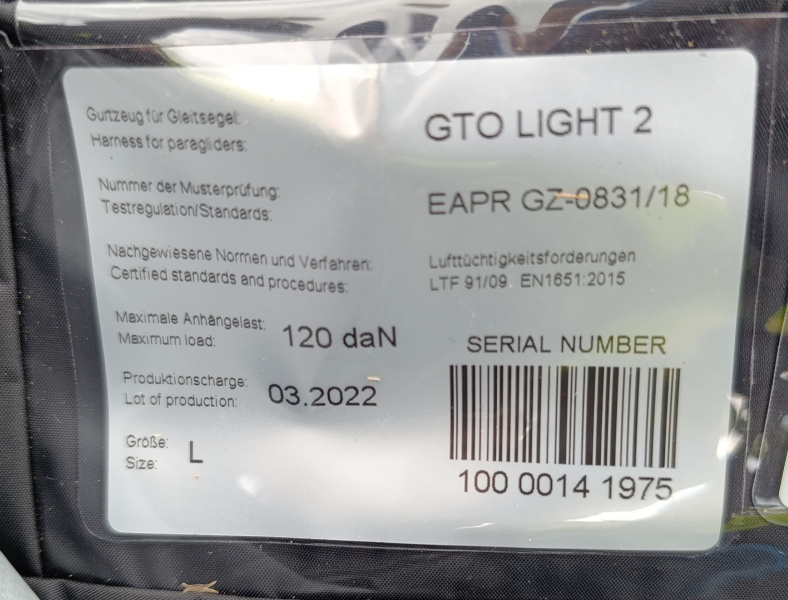 Gurtzeug für Gleitsegel:
Harness for paragliders:
GTO LIGHT 2
Nummer der Musterprüfung:
Testregulation/Standards:
EAPR GZ-0831/18
Nachgewiesene Normen und Verfahren:
Certified standards and procedures:
Lufttüchtigkeitsforderungen
LTF 91/09 EN1651:2015
Maximale Anhängelast:
Maximum load:
120 daN
Produktionscharge:
Lot of production:
03.2022
Größe:
Size:
L
SERIAL NUMBER
100 0014 1975